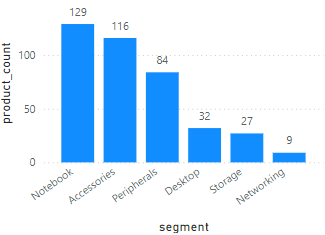 129
116
84
32
27
9
100
50
0
product_count
Notebook
Accessories
Peripherals
Desktop
Storage
Networking
segment